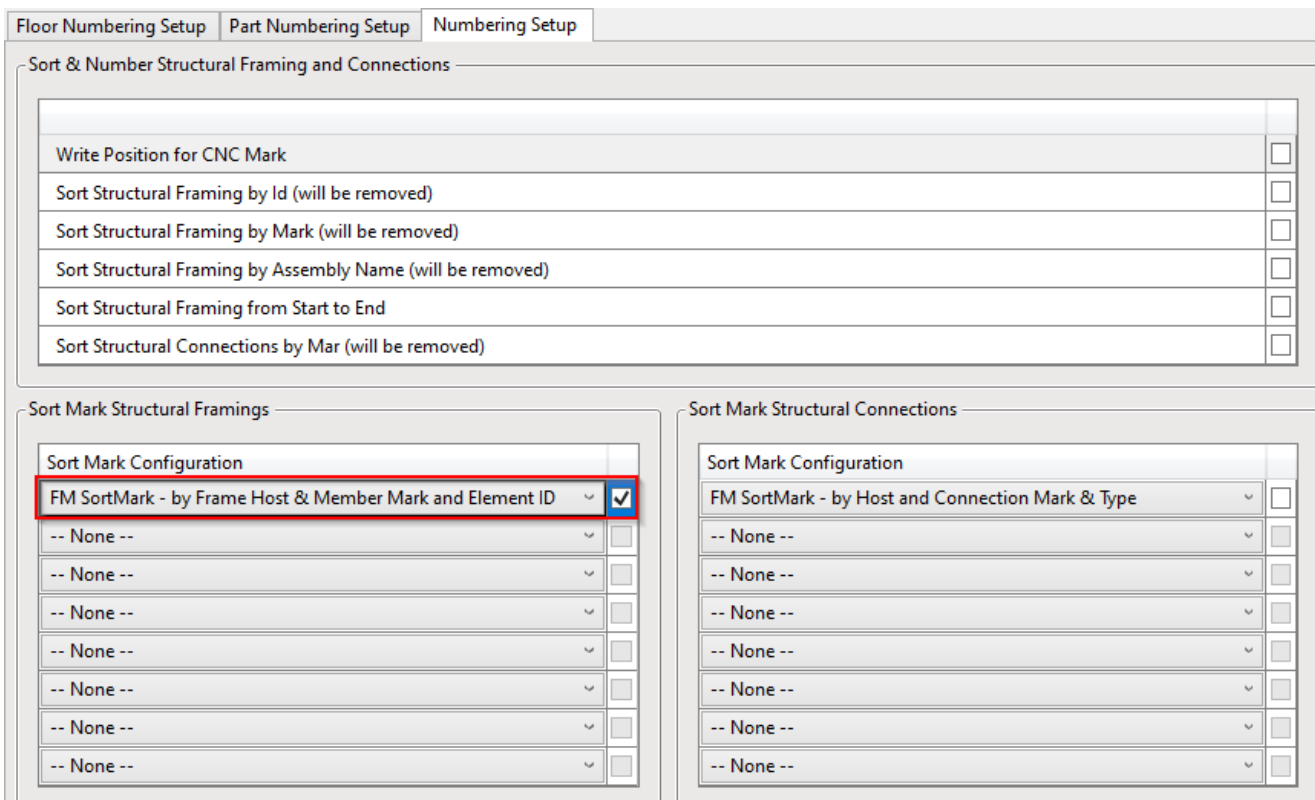 Floor Numbering Setup Part Numbering Setup Numbering Setup
Sort & Number Structural Framing and Connections
Write Position for CNC Mark
Sort Structural Framing by Id (will be removed)
Sort Structural Framing by Mark (will be removed)
Sort Structural Framing by Assembly Name (will be removed)
Sort Structural Framing from Start to End
Sort Structural Connections by Mar (will be removed)
Sort Mark Structural Framings
Sort Mark Configuration
FM SortMark - by Frame Host & Member Mark and Element ID
-- None --
-- None --
-- None --
-- None --
-- None --
-- None --
-- None --
Sort Mark Structural Connections
Sort Mark Configuration
FM SortMark - by Host and Connection Mark & Type
-- None --
-- None --
-- None --
-- None --
-- None --
-- None --
-- None --